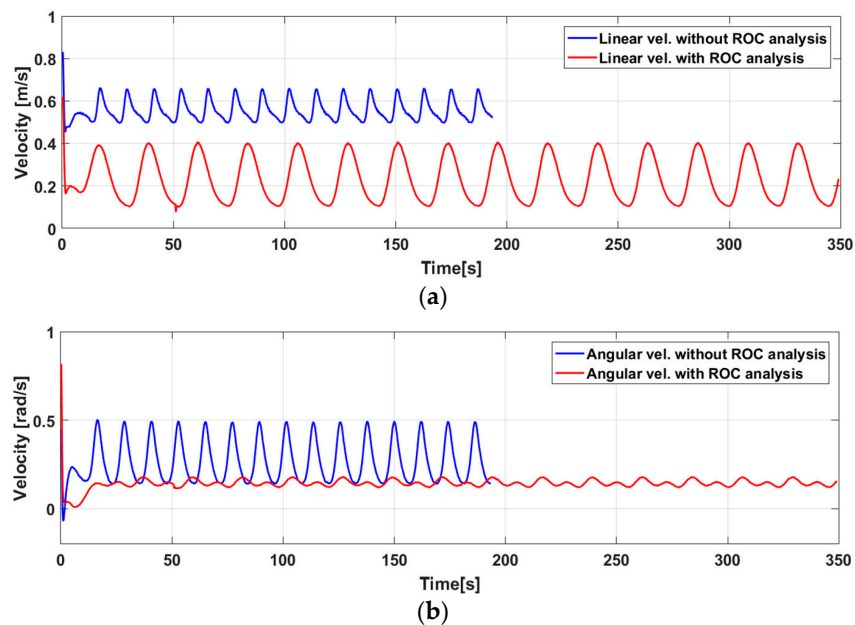 1
0.8
0.6
0.4
0.2
0
Velocity [m/s]
Linear vel. without ROC analysis
Linear vel. with ROC analysis
0 50 100 150 200 250 300 350
Time[s]
(a)
1
0.5
0
Velocity [rad/s]
Angular vel. without ROC analysis
Angular vel. with ROC analysis
0 50 100 150 200 250 300 350
Time[s]
(b)